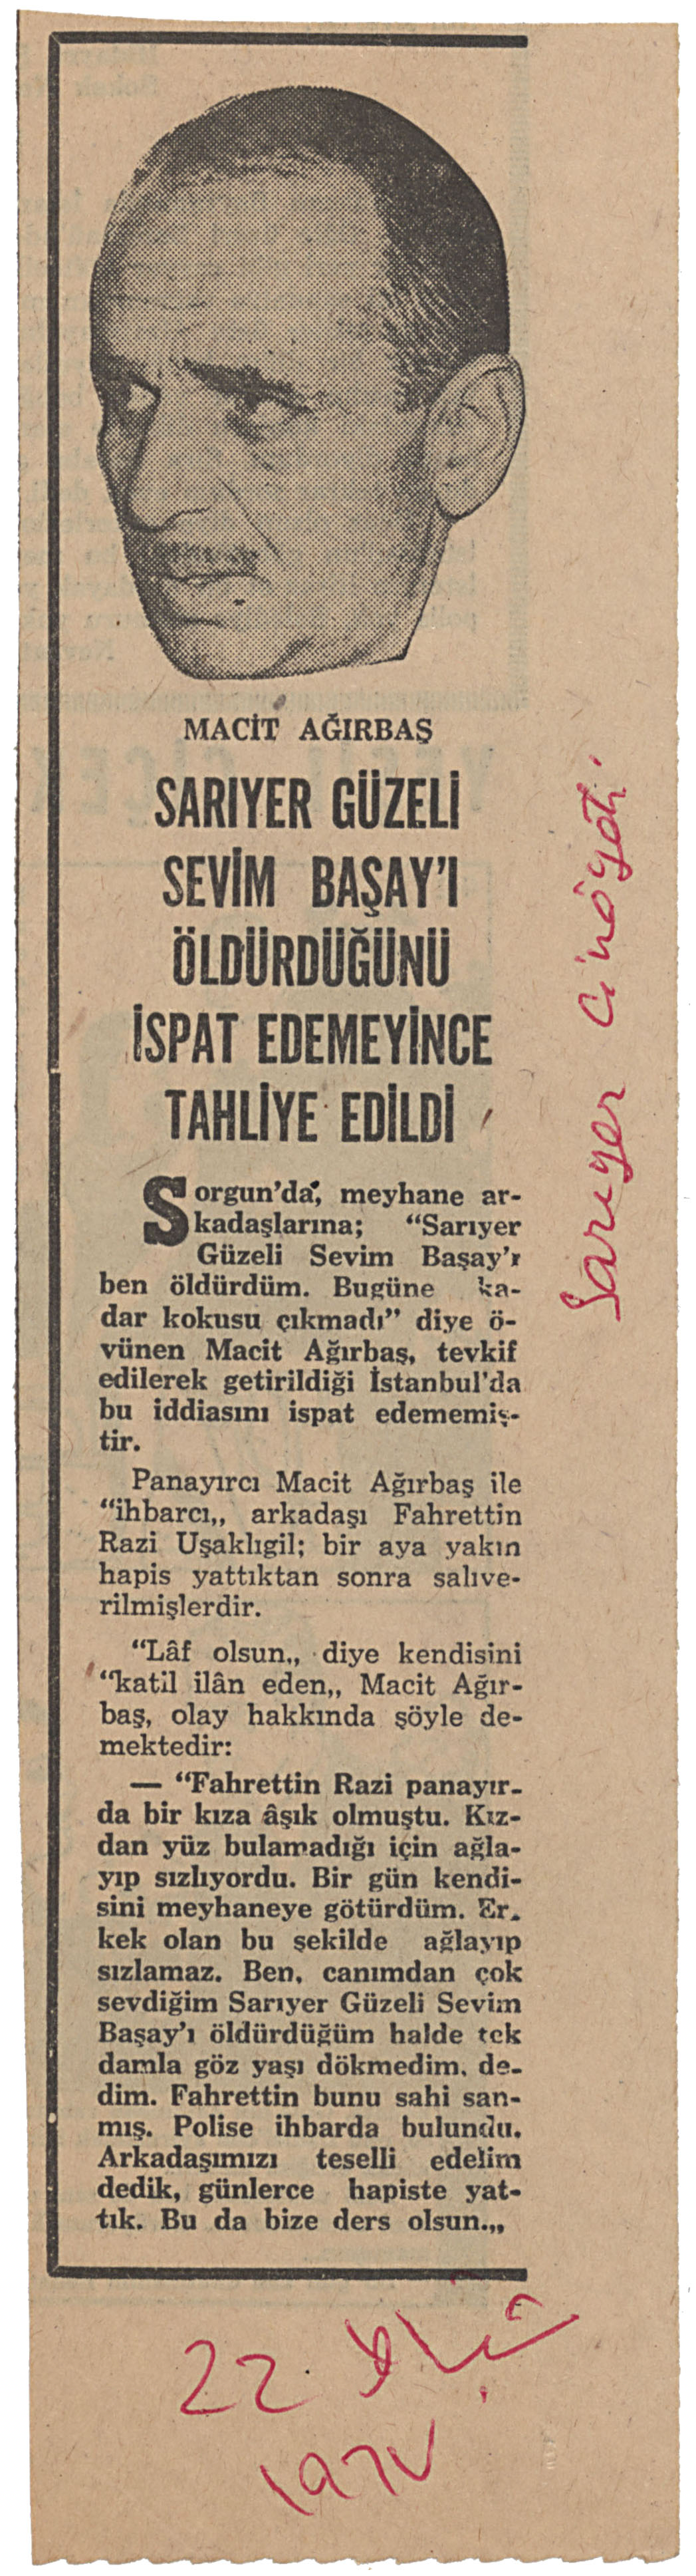 MACİT AĞIRBAŞ
SARIYER GÜZELİ
SEVİM BAŞAY'I
ÖLDÜRDÜĞÜNÜ
İSPAT EDEMEYİNCE
TAHLİYE EDİLDİ
Sorgun'da, meyhane ar-
kadaşlarına; "Sarıyer
Güzeli Sevim Başay'ı
ben öldürdüm. Bugüne ka-
dar kokusu çıkmadı" diye ö-
vünen Macit Ağırbaş, tevkif
edilerek getirildiği İstanbul'da
bu iddiasını ispat edememiş-
tir.
Panayırcı Macit Ağırbaş ile
"ihbarcı,, arkadaşı Fahrettin
Razi Uşaklıgil; bir aya yakın
hapis yattıktan sonra salıve-
rilmişlerdir.
"Lâf olsun,, diye kendisini
"katil ilân eden,, Macit Ağır-
baş, olay hakkında şöyle de-
mektedir:
— "Fahrettin Razi panayır-
da bir kıza âşık olmuştu. Kız-
dan yüz bulamadığı için ağla-
yıp sızlıyordu. Bir gün kendi-
sini meyhaneye götürdüm. Er-
kek olan bu şekilde ağlayıp
sızlamaz. Ben, canımdan çok
sevdiğim Sarıyer Güzeli Sevim
Başay'ı öldürdüğüm halde tek
damla göz yaşı dökmedim, de-
dim. Fahrettin bunu sahi san-
mış. Polise ihbarda bulundu.
Arkadaşımızı teselli edelim
dedik, günlerce hapiste yat-
tık. Bu da bize ders olsun.,,
Sarıyer Cinayeti
22